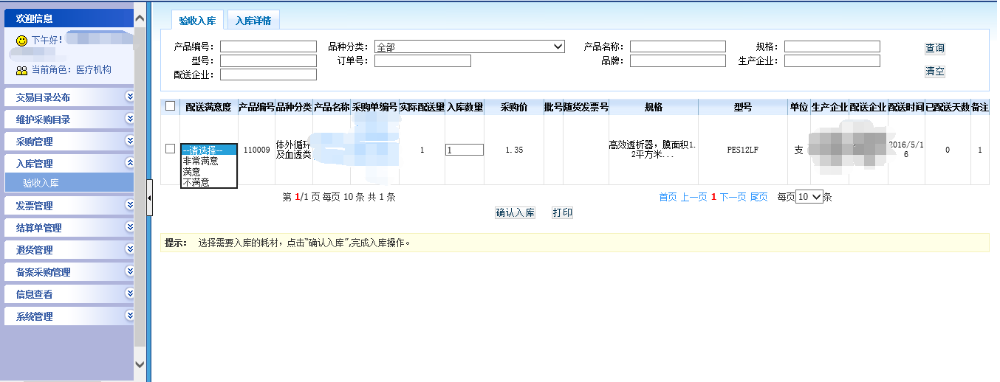 欢迎信息
下午好!
当前角色: 医疗机构
交易目录公布
维护采购目录
采购管理
入库管理
验收入库
发票管理
结算单管理
退货管理
备案采购管理
信息查看
系统管理
验收入库 入库详情
产品编号: 品种分类: 全部 产品名称: 规格: 查询
型号: 订单号: 品牌: 生产企业:
配送企业: 清空
配送满意度 产品编号 品种分类 产品名称 采购单编号 实际配送量 入库数量 采购价 批号 随货发票号 规格 型号 单位 生产企业 配送企业 配送时间 已配送天数 备注
--请选择--
非常满意
满意
不满意
110009
体外循环
及血透类
1 1 1.35
高效透析器，膜面积1.
2平方米...
PES12LF 支
2016/5/1
6
0 1
第 1/1 页 每页 10 条 共 1 条 首页 上一页 1 下一页 尾页 每页 10 条
确认入库 打印
提示: 选择需要入库的耗材，点击“确认入库”,完成入库操作。